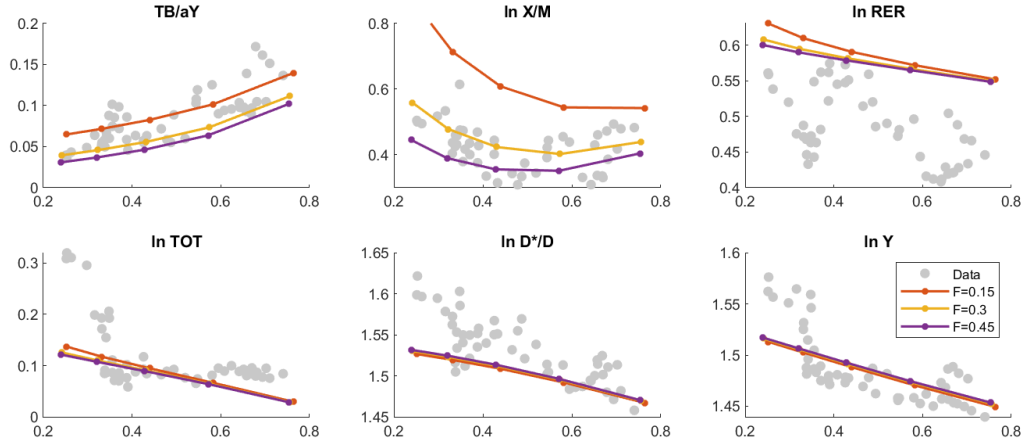 TB/aY
0.2
0.15
0.1
0.05
0
0.2 0.4 0.6 0.8
ln X/M
0.8
0.6
0.4
0.2 0.4 0.6 0.8
ln RER
0.6
0.55
0.5
0.45
0.4
0.2 0.4 0.6 0.8
ln TOT
0.3
0.2
0.1
0
0.2 0.4 0.6 0.8
ln D*/D
1.65
1.6
1.55
1.5
1.45
0.2 0.4 0.6 0.8
ln Y
1.6
1.55
1.5
1.45
0.2 0.4 0.6 0.8
Data
F=0.15
F=0.3
F=0.45